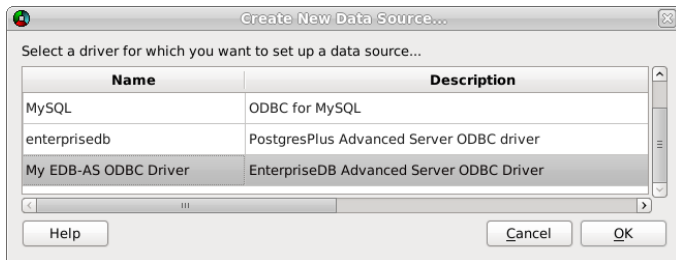 Create New Data Source...
Select a driver for which you want to set up a data source...
Name Description
MySQL ODBC for MySQL
enterprisedb PostgresPlus Advanced Server ODBC driver
My EDB-AS ODBC Driver EnterpriseDB Advanced Server ODBC Driver
Help Cancel OK